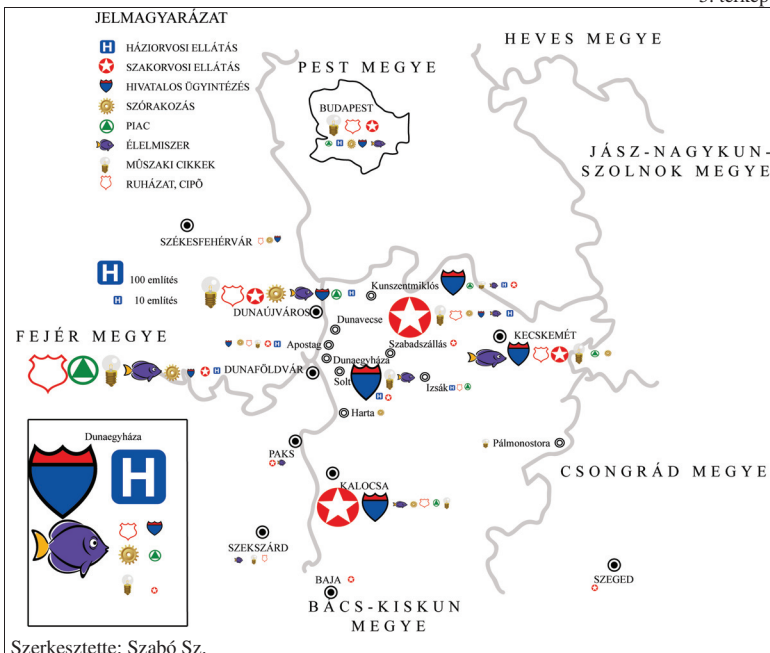 3. térkép
JELMAGYARÁZAT
H HÁZIORVOSI ELLÁTÁS
SZAKORVOSI ELLÁTÁS
HIVATALOS ÜGYINTÉZÉS
SZÓRAKOZÁS
PIAC
ÉLELMISZER
MŰSZAKI CIKKEK
RUHÁZAT, CIPŐ
HEVES MEGYE
PEST MEGYE
BUDAPEST
JÁSZ-NAGYKUN-
SZOLNOK MEGYE
SZÉKESFEHÉRVÁR
H 100 említés
H 10 említés
Kunszentmiklós
DUNAÚJVÁROS
Dunavecse
FEJÉR MEGYE
Apostag
Szabadszállás
KECSKEMÉT
Dunaegyháza
DUNAFÖLDVÁR
Solt
Izsák
Harta
Dunaegyháza
H
PAKS
Pálmonostora
KALOCSA
CSONGRÁD MEGYE
SZEKSZÁRD
BAJA
SZEGED
BÁCS-KISKUN
MEGYE
Szerkesztette: Szabó Sz.